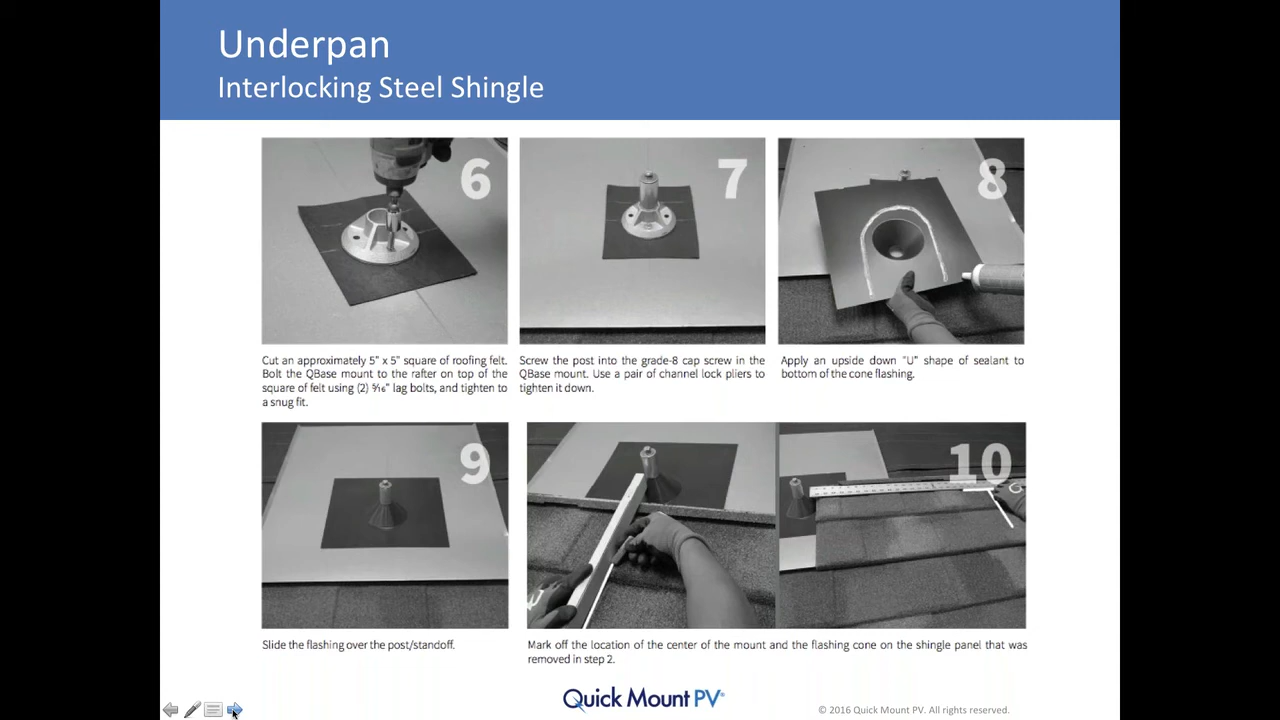 Underpan
Interlocking Steel Shingle
6
7
8
Cut an approximately 5" x 5" square of roofing felt.
Bolt the QBase mount to the rafter on top of the
square of felt using (2) 5⁄16" lag bolts, and tighten to
a snug fit.
Screw the post into the grade-8 cap screw in the
QBase mount. Use a pair of channel lock pliers to
tighten it down.
Apply an upside down "U" shape of sealant to
bottom of the cone flashing.
9
10
Slide the flashing over the post/standoff.
Mark off the location of the center of the mount and the flashing cone on the shingle panel that was
removed in step 2.
Quick Mount PV®
© 2016 Quick Mount PV. All rights reserved.